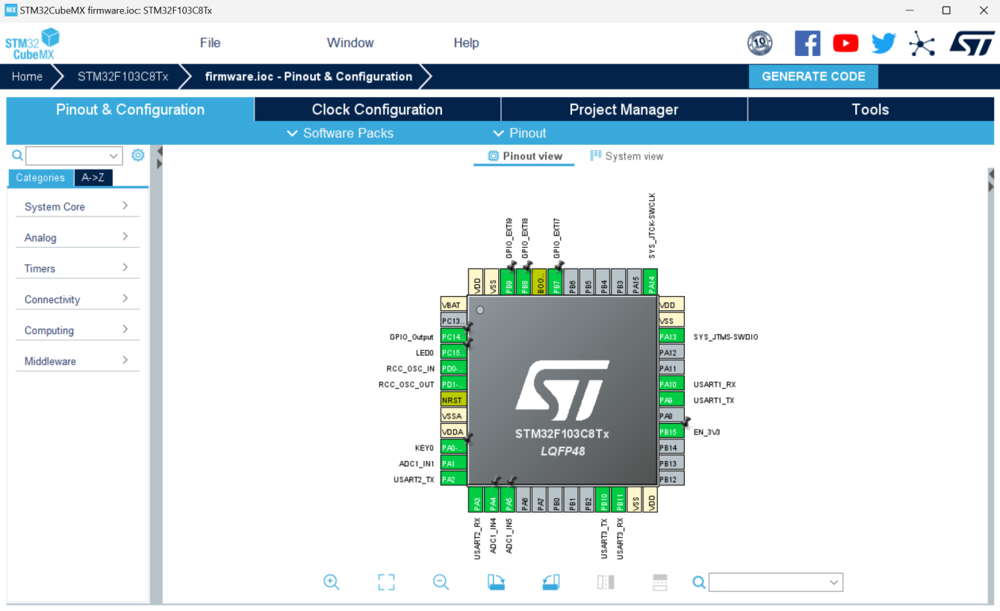 MX STM32CubeMX firmware.ioc: STM32F103C8Tx
STM32 CubeMX
File Window Help
10
Home STM32F103C8Tx firmware.ioc - Pinout & Configuration GENERATE CODE
Pinout & Configuration Clock Configuration Project Manager Tools
Software Packs Pinout
Pinout view System view
Categories A->Z
System Core
Analog
Timers
Connectivity
Computing
Middleware
GPIO_EXTI9
GPIO_EXTI8
GPIO_EXTI7
SYS_JTCK-SWCLK
VDD
VSS
PB9
PB8
BOO..
PB7
PB6
PB5
PB4
PB3
PA15
PA14
VBAT
PC13..
GPIO_Output PC14..
LED0 PC15..
RCC_OSC_IN PD0-..
RCC_OSC_OUT PD1-..
NRST
VSSA
VDDA
KEY0 PA0-..
ADC1_IN1 PA1
USART2_TX PA2
VDD
VSS
PA13 SYS_JTMS-SWDIO
PA12
PA11
PA10 USART1_RX
PA9 USART1_TX
PA8
PB15 EN_3V3
PB14
PB13
PB12
ST
STM32F103C8Tx
LQFP48
PA3
PA4
PA5
PA6
PA7
PB0
PB1
PB2
PB10
PB11
VSS
VDD
USART2_RX
ADC1_IN4
ADC1_IN5
USART3_TX
USART3_RX